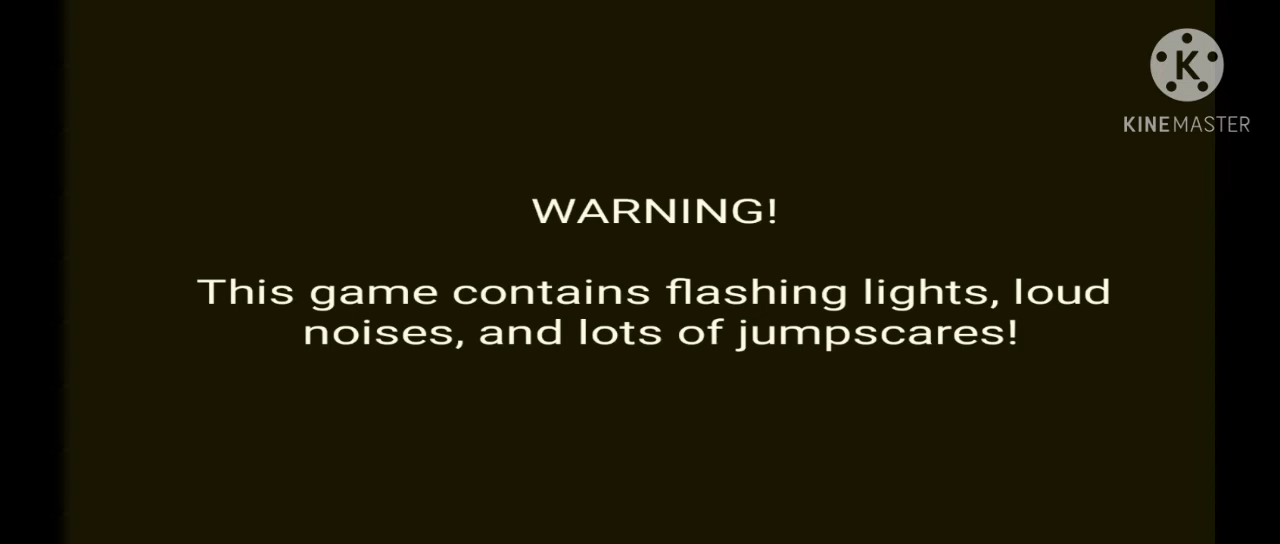 K
KINEMASTER
WARNING!
This game contains flashing lights, loud
noises, and lots of jumpscares!